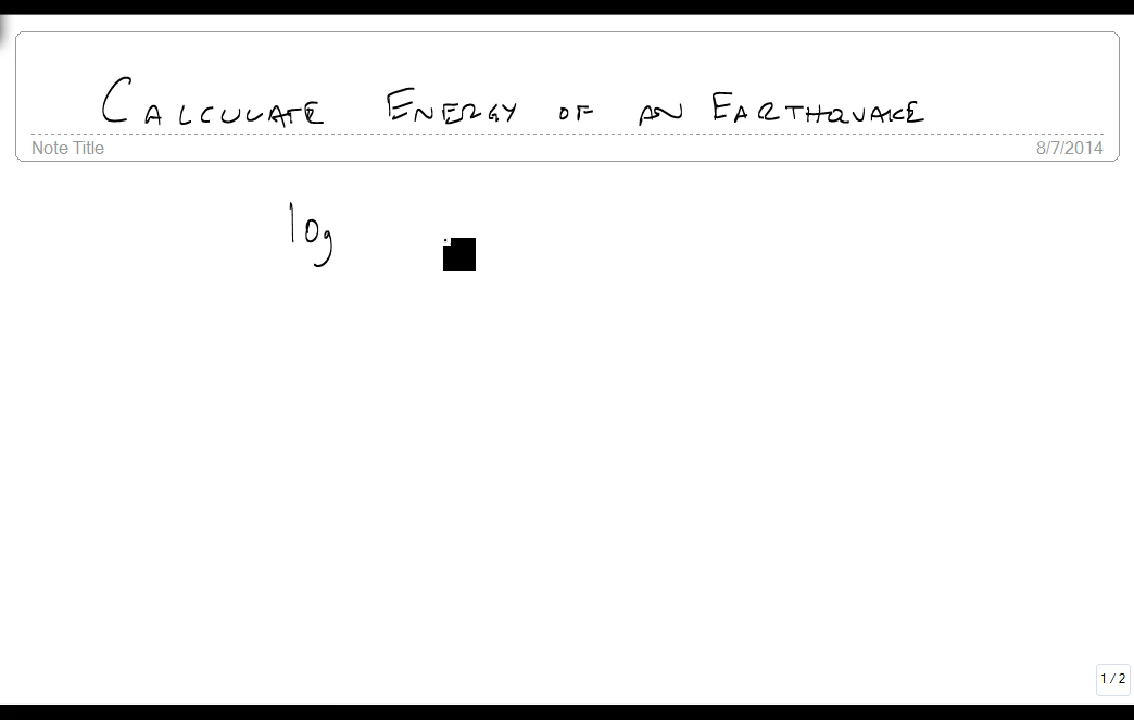 CALCULATE ENERGY OF AN EARTHQUAKE
Note Title
8/7/2014
log
1/2